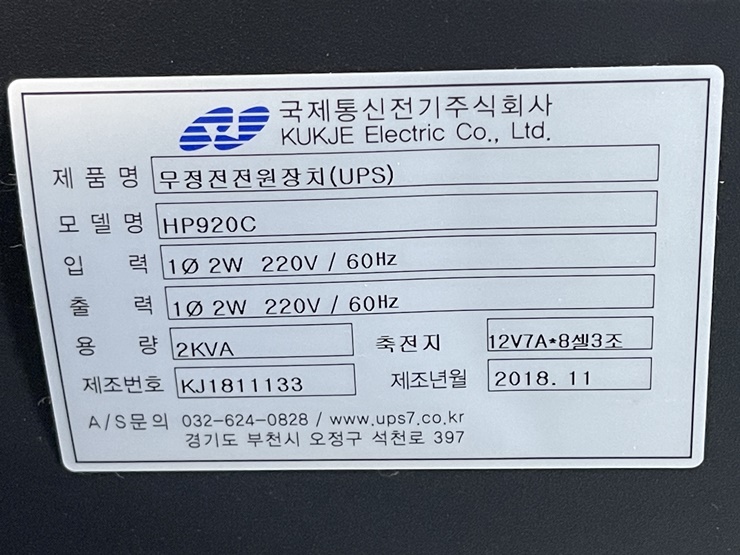 국제통신전기주식회사
KUKJE Electric Co., Ltd.
제 품 명 무정전전원장치(UPS)
모 델 명 HP920C
입 력 1Ø 2W 220V / 60Hz
출 력 1Ø 2W 220V / 60Hz
용 량 2KVA 축전지 12V7A*8셀3조
제조번호 KJ1811133 제조년월 2018.11
A/S문의 032-624-0828 / www.ups7.co.kr
경기도 부천시 오정구 석천로 397